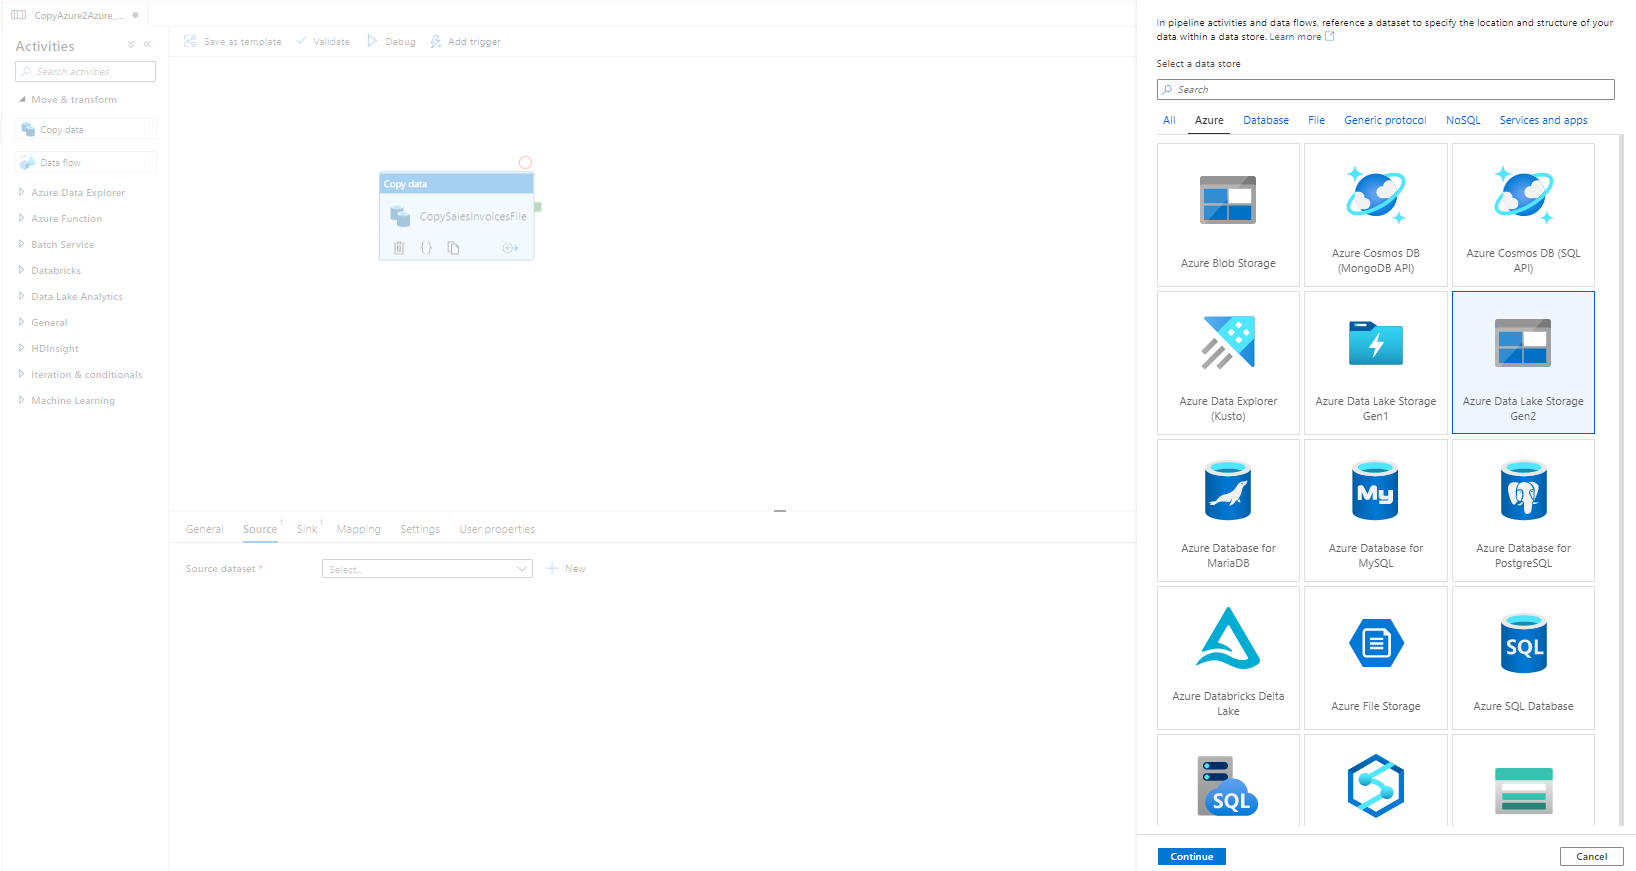 CopyAzure2Azure_...
Activities
Search activities
Move & transform
Copy data
Data flow
Azure Data Explorer
Azure Function
Batch Service
Databricks
Data Lake Analytics
General
HDInsight
Iteration & conditionals
Machine Learning
Save as template
Validate
Debug
Add trigger
Copy data
CopySalesInvoicesFile
{}
General
Source 1
Sink 1
Mapping
Settings
User properties
Source dataset *
Select...
New
In pipeline activities and data flows, reference a dataset to specify the location and structure of your
data within a data store. Learn more
Select a data store
Search
All
Azure
Database
File
Generic protocol
NoSQL
Services and apps
Azure Blob Storage
Azure Cosmos DB
(MongoDB API)
Azure Cosmos DB (SQL
API)
Azure Data Explorer
(Kusto)
Azure Data Lake Storage
Gen1
Azure Data Lake Storage
Gen2
Azure Database for
MariaDB
My
Azure Database for
MySQL
Azure Database for
PostgreSQL
Azure Databricks Delta
Lake
Azure File Storage
SQL
Azure SQL Database
SQL
Continue
Cancel